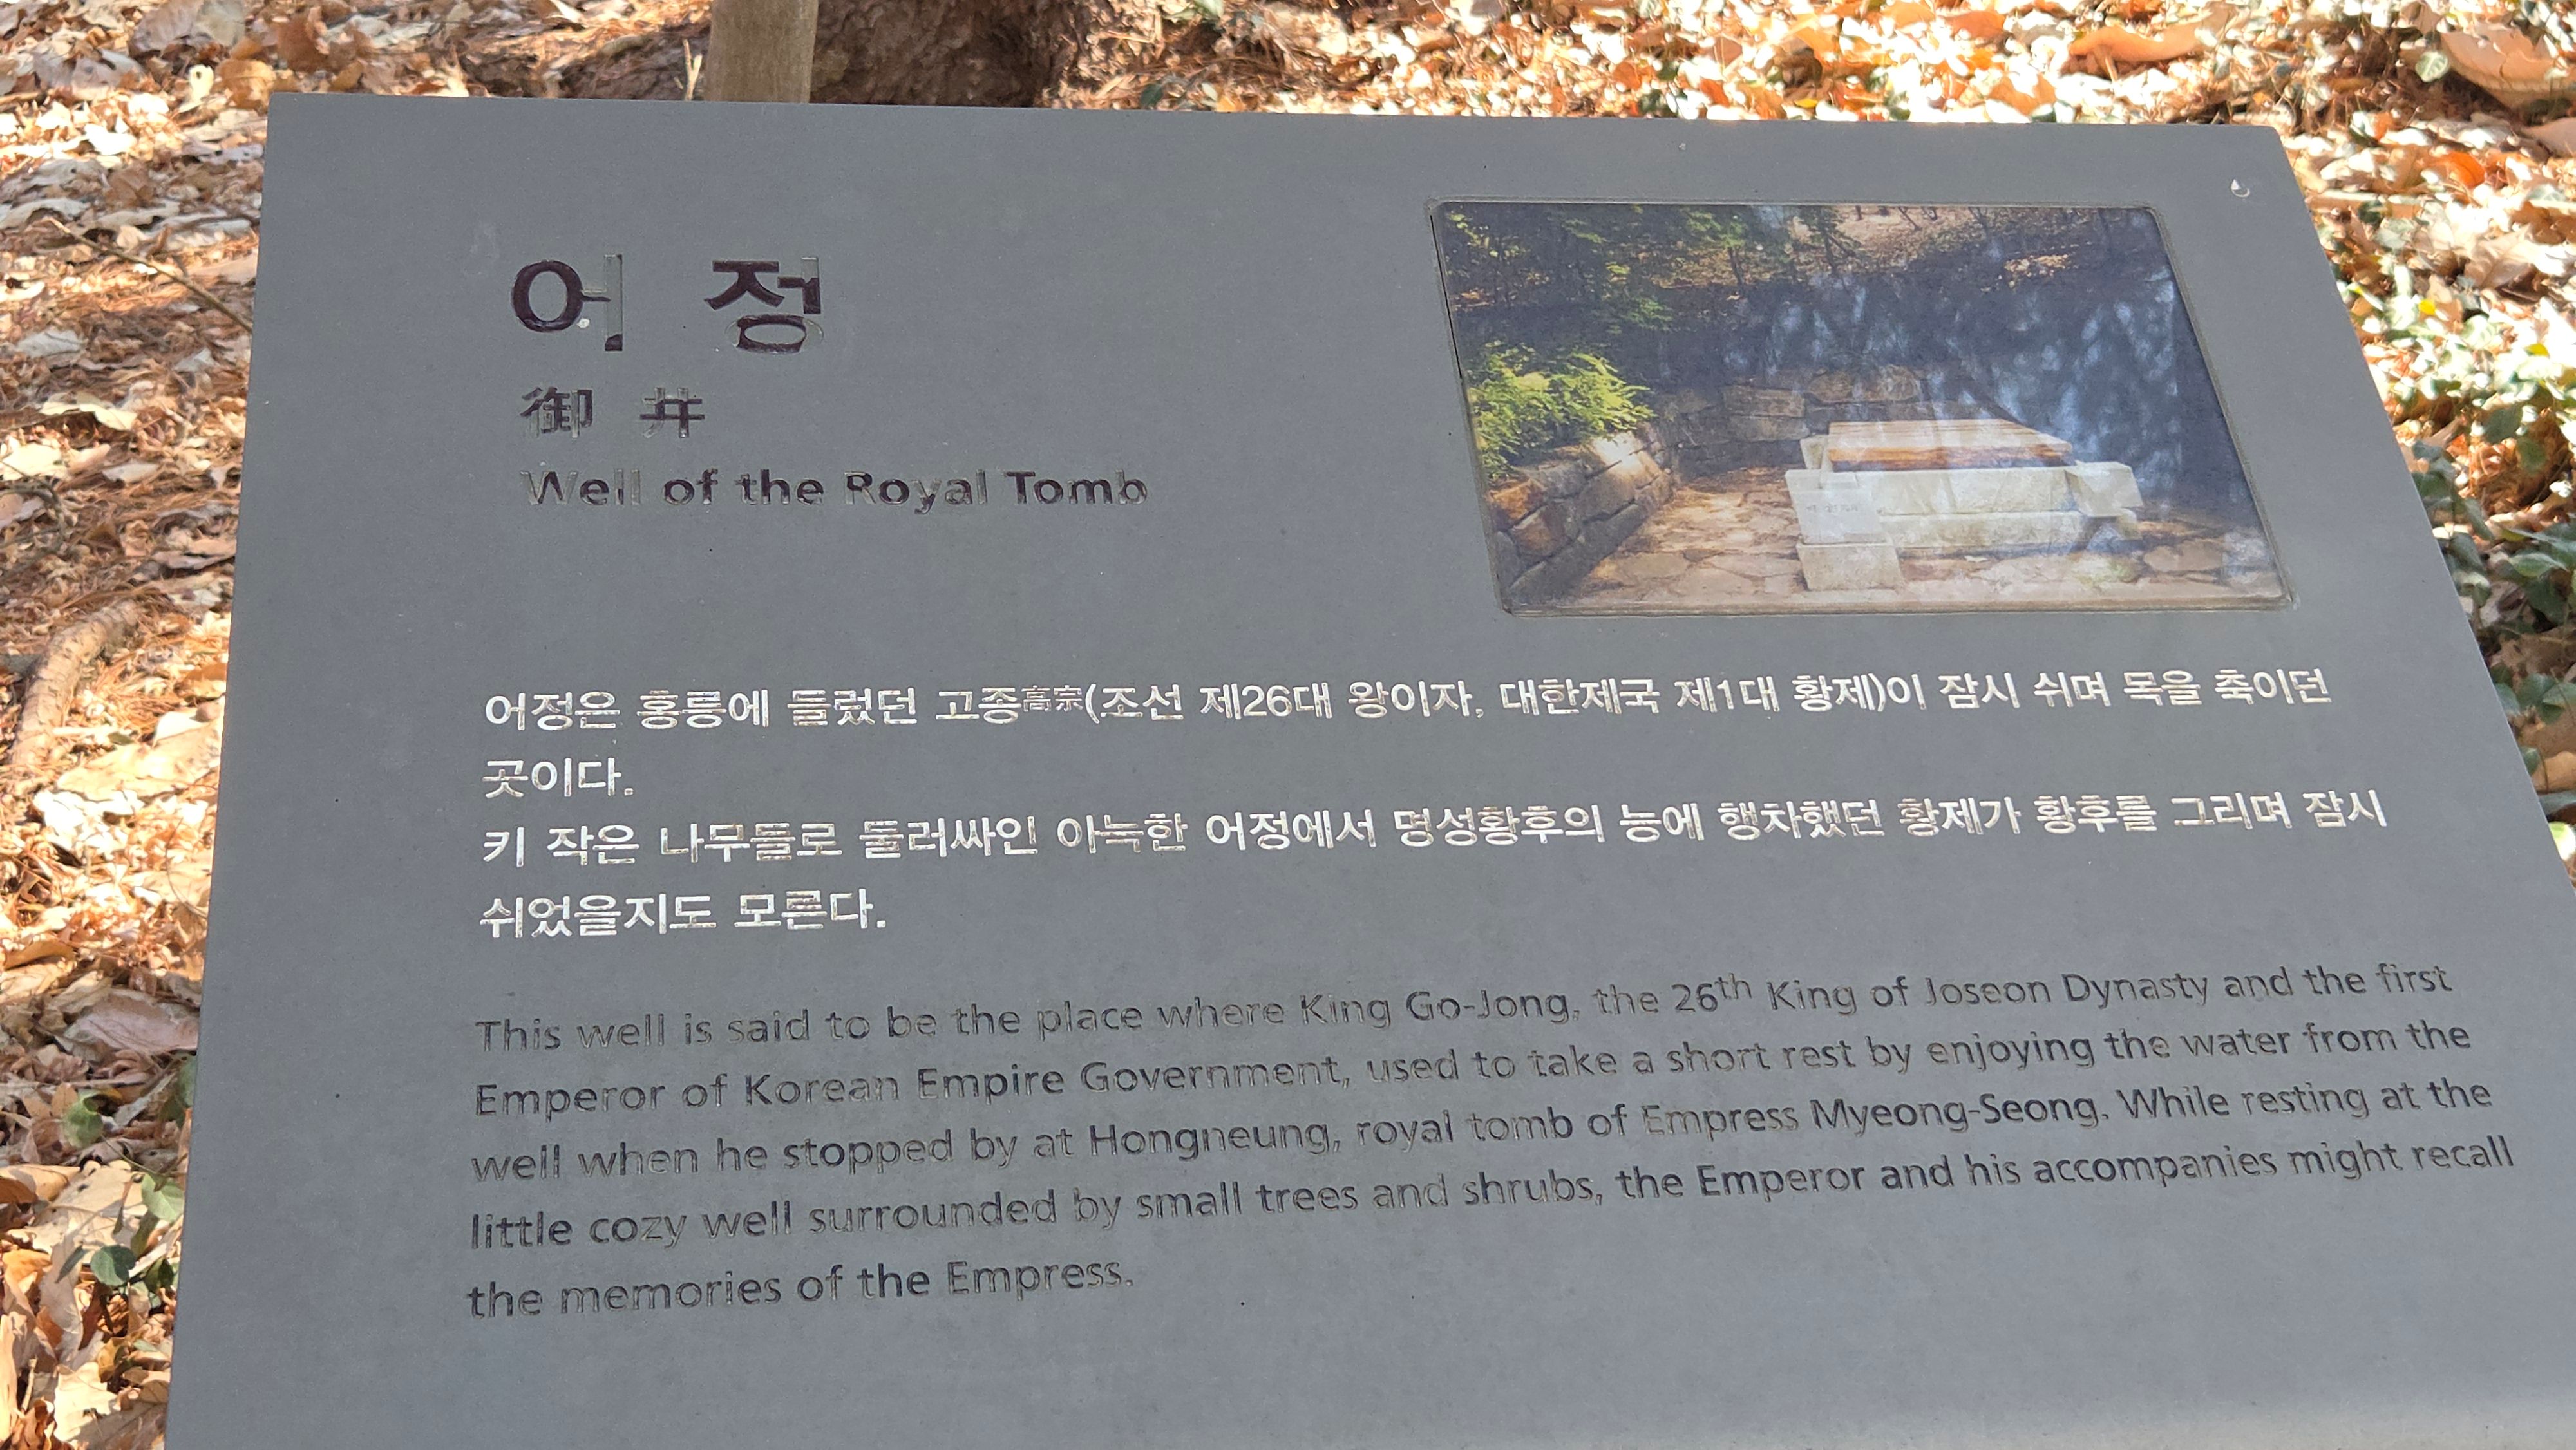 어 정
御 井
Well of the Royal Tomb
어정은 홍릉에 들렀던 고종高宗(조선 제26대 왕이자, 대한제국 제1대 황제)이 잠시 쉬며 목을 축이던
곳이다.
키 작은 나무들로 둘러싸인 아늑한 어정에서 명성황후의 능에 행차했던 황제가 황후를 그리며 잠시
쉬었을지도 모른다.
This well is said to be the place where King Go-Jong, the 26th King of Joseon Dynasty and the first
Emperor of Korean Empire Government, used to take a short rest by enjoying the water from the
well when he stopped by at Hongneung, royal tomb of Empress Myeong-Seong. While resting at the
little cozy well surrounded by small trees and shrubs, the Emperor and his accompanies might recall
the memories of the Empress.